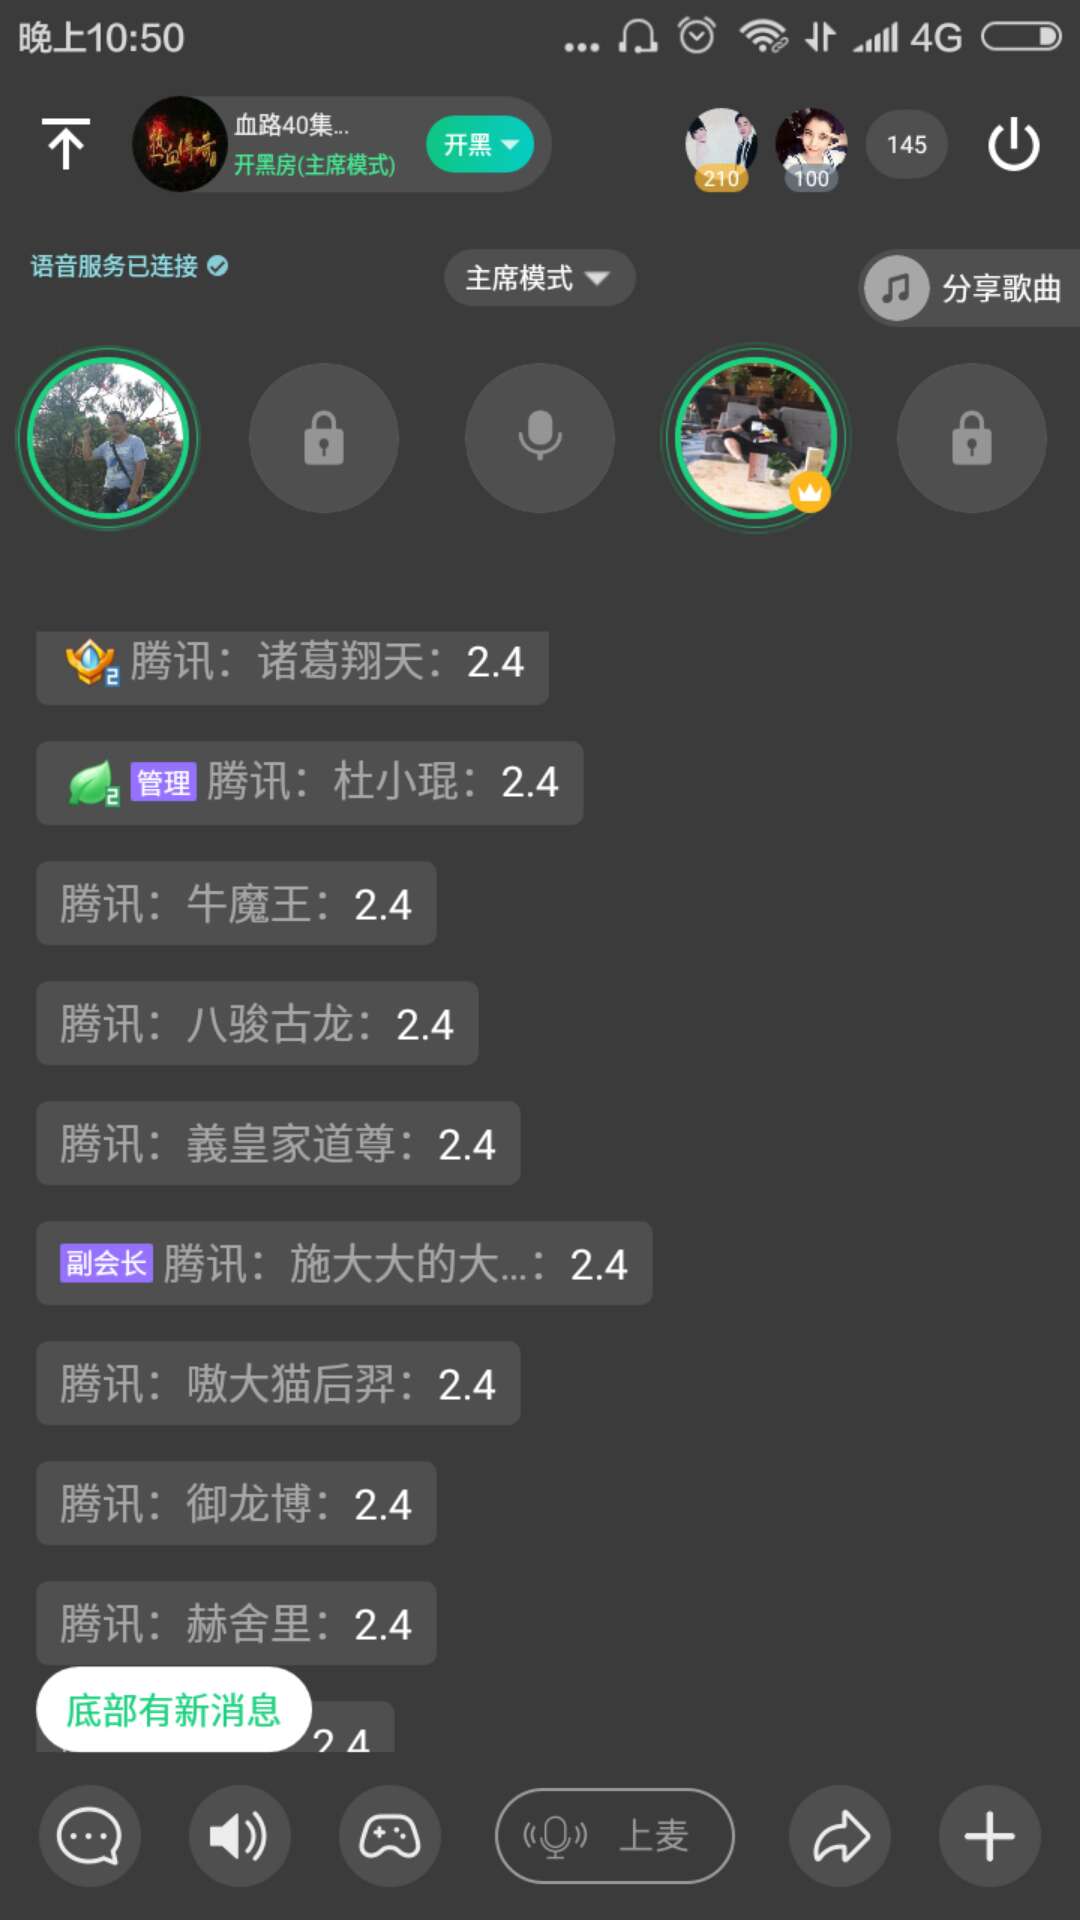 晚上10:50
4G
热血传奇
血路40集...
开黑房(主席模式)
开黑
210
100
145
语音服务已连接
主席模式
分享歌曲
2 腾讯：诸葛翔天：2.4
2 管理 腾讯：杜小琨：2.4
腾讯：牛魔王：2.4
腾讯：八骏古龙：2.4
腾讯：義皇家道尊：2.4
副会长 腾讯：施大大的大...：2.4
腾讯：嗷大猫后羿：2.4
腾讯：御龙博：2.4
腾讯：赫舍里：2.4
底部有新消息
2.4
上麦